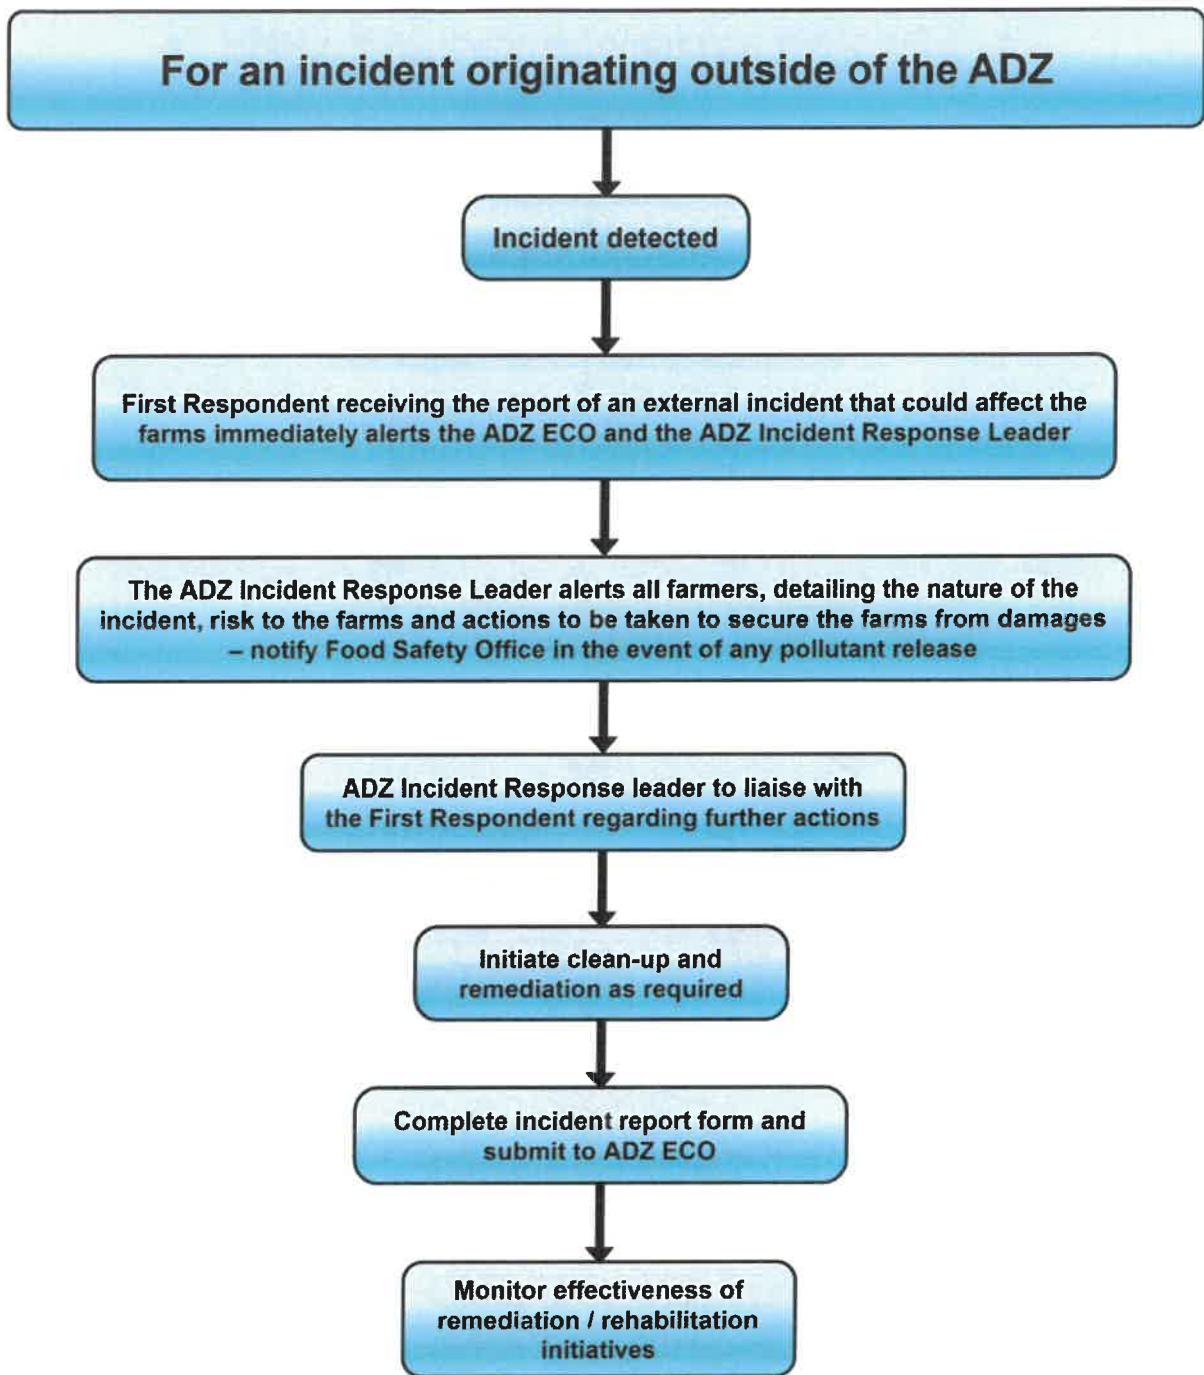 For an incident originating outside of the ADZ
Incident detected
First Respondent receiving the report of an external incident that could affect the
farms immediately alerts the ADZ ECO and the ADZ Incident Response Leader
The ADZ Incident Response Leader alerts all farmers, detailing the nature of the
incident, risk to the farms and actions to be taken to secure the farms from damages
– notify Food Safety Office in the event of any pollutant release
ADZ Incident Response leader to liaise with
the First Respondent regarding further actions
Initiate clean-up and
remediation as required
Complete incident report form and
submit to ADZ ECO
Monitor effectiveness of
remediation / rehabilitation
initiatives